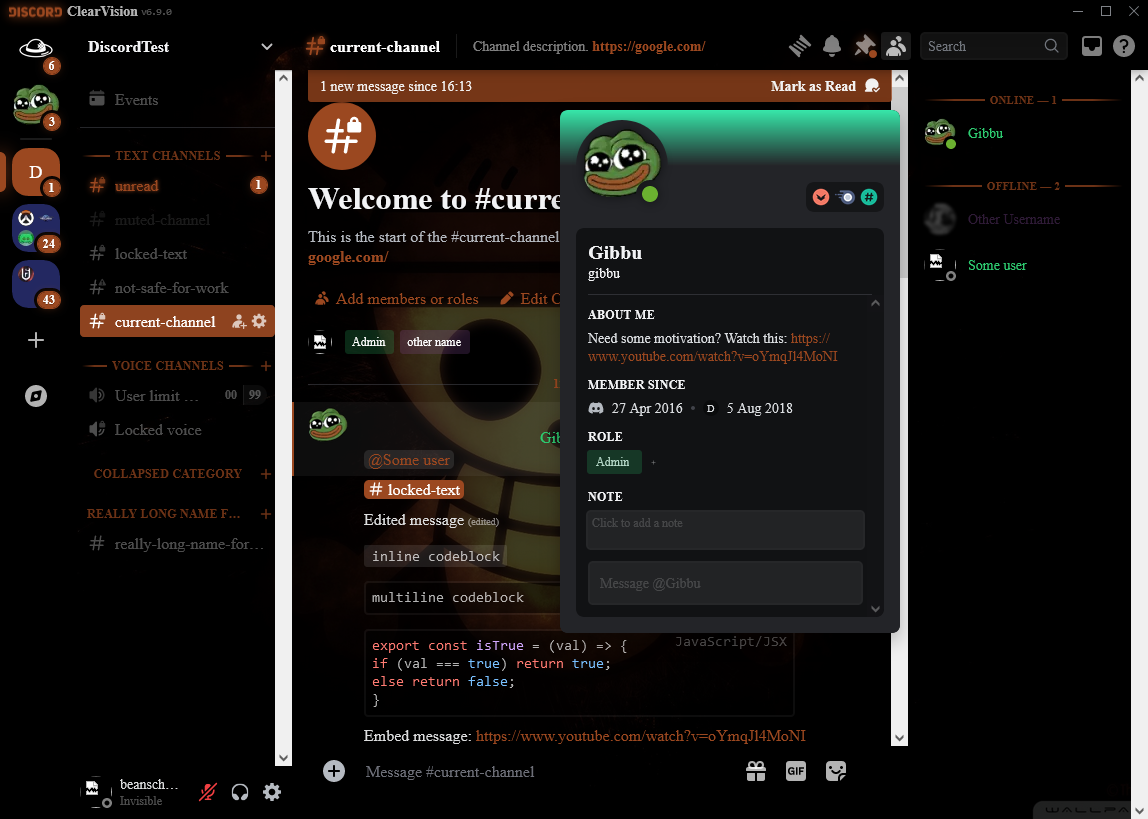 DISCORD ClearVision v6.9.0
6
3
D
1
24
43
DiscordTest
Events
TEXT CHANNELS
unread
1
muted-channel
locked-text
not-safe-for-work
current-channel
VOICE CHANNELS
User limit ...
00 99
Locked voice
COLLAPSED CATEGORY
REALLY LONG NAME F...
really-long-name-for...
beansch...
Invisible
current-channel
Channel description. https://google.com/
Search
1 new message since 16:13
Mark as Read
Welcome to #curre
This is the start of the #current-channel
google.com/
Add members or roles
Edit C
Admin
other name
Gib
@Some user
locked-text
Edited message (edited)
inline codeblock
multiline codeblock
JavaScript/JSX
export const isTrue = (val) => {
if (val === true) return true;
else return false;
}
Embed message: https://www.youtube.com/watch?v=oYmqJl4MoNI
Message #current-channel
GIF
Gibbu
gibbu
ABOUT ME
Need some motivation? Watch this: https://
www.youtube.com/watch?v=oYmqJl4MoNI
MEMBER SINCE
27 Apr 2016 • D 5 Aug 2018
ROLE
Admin +
NOTE
Click to add a note
Message @Gibbu
ONLINE — 1
Gibbu
OFFLINE — 2
Other Username
Some user